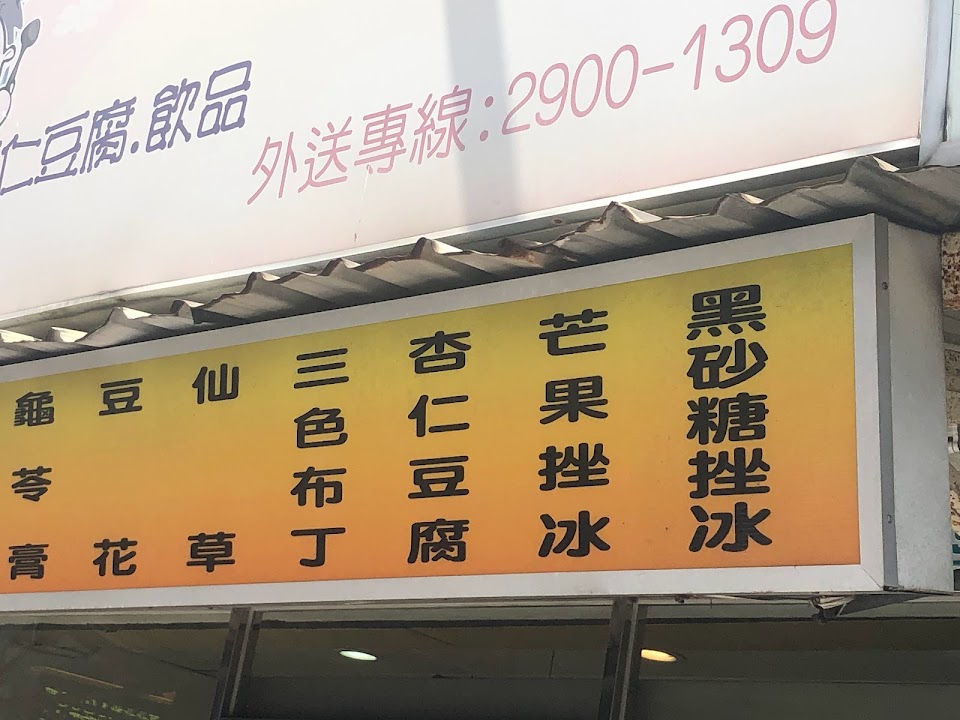 仁豆腐.飲品
外送專線:2900-1309
黑砂糖挫冰
芒果挫冰
杏仁豆腐
三色布丁
仙草
豆花
龜苓膏